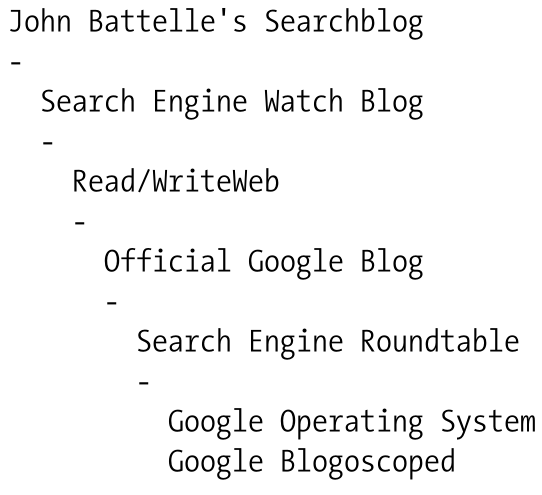 John Battelle's Searchblog
-
Search Engine Watch Blog
-
Read/WriteWeb
-
Official Google Blog
-
Search Engine Roundtable
-
Google Operating System
Google Blogoscoped